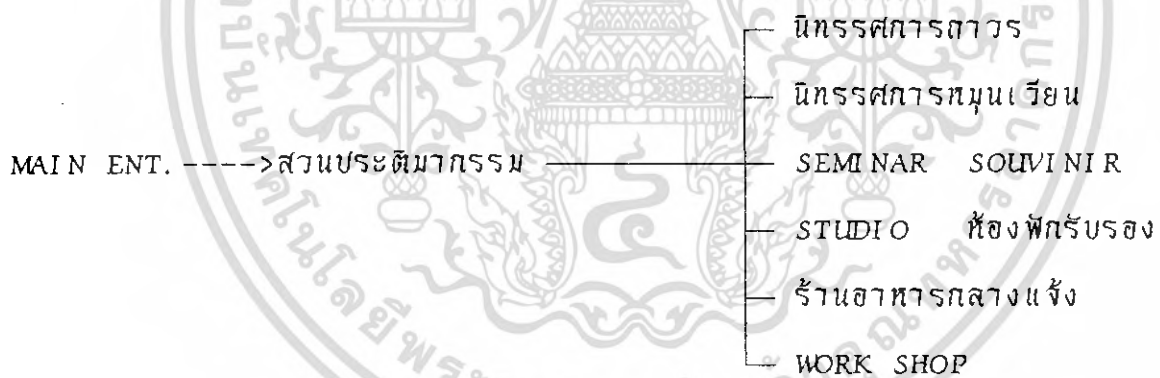 นิทรรศการถาวร
นิทรรศการหมุนเวียน
MAIN ENT. ---->สวนประติมากรรม
SEMINAR SOUVINIR
STUDIO ห้องพักรับรอง
ร้านอาหารกลางแจ้ง
WORK SHOP